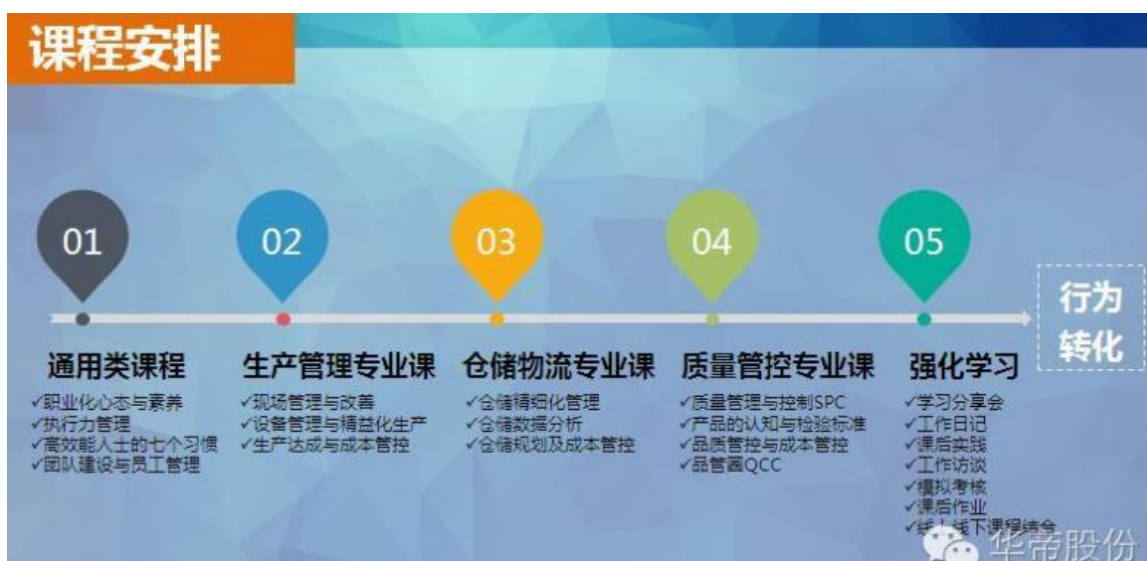 课程安排
01
02
03
04
05
行为
转化
通用类课程
✓职业化心态与素养
✓执行力管理
✓高效能人士的七个习惯
✓团队建设与员工管理
生产管理专业课
✓现场管理与改善
✓设备管理与精益化生产
✓生产达成与成本管控
仓储物流专业课
✓仓储精细化管理
✓仓储数据分析
✓仓储规划及成本管控
质量管控专业课
✓质量管理与控制SPC
✓产品的认知与检验标准
✓品质管控与成本管控
✓品管圈QCC
强化学习
✓学习分享会
✓工作日记
✓课后实践
✓工作访谈
✓模拟考核
✓课后作业
✓线上线下课程结合
华帝股份